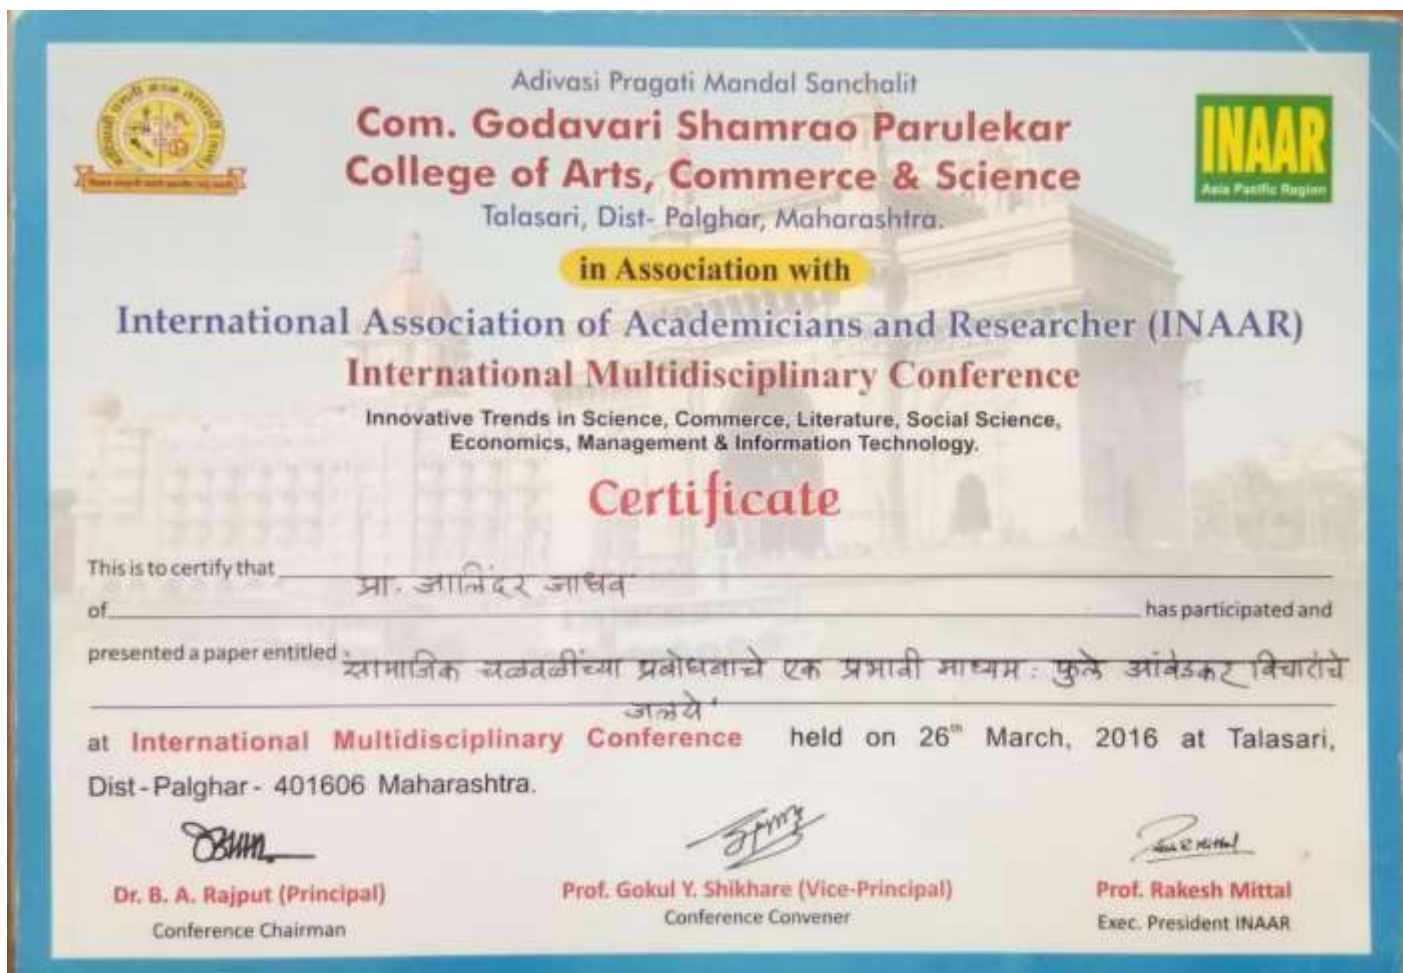 Adivasi Pragati Mandal Sanchalit
Com. Godavari Shamrao Parulekar
College of Arts, Commerce & Science
Talasari, Dist- Palghar, Maharashtra.
INAAR
Asia Pacific Region
in Association with
International Association of Academicians and Researcher (INAAR)
International Multidisciplinary Conference
Innovative Trends in Science, Commerce, Literature, Social Science,
Economics, Management & Information Technology.
Certificate
This is to certify that प्रा. जालिंदर जाधव
of has participated and
presented a paper entitled सामाजिक चळवळींच्या प्रबोधनाचे एक प्रभावी माध्यम : फुले आंबेडकर विचारांचे
जलसे'
at International Multidisciplinary Conference held on 26th March, 2016 at Talasari,
Dist - Palghar - 401606 Maharashtra.
Dr. B. A. Rajput (Principal)
Conference Chairman
Prof. Gokul Y. Shikhare (Vice-Principal)
Conference Convener
Prof. Rakesh Mittal
Exec. President INAAR